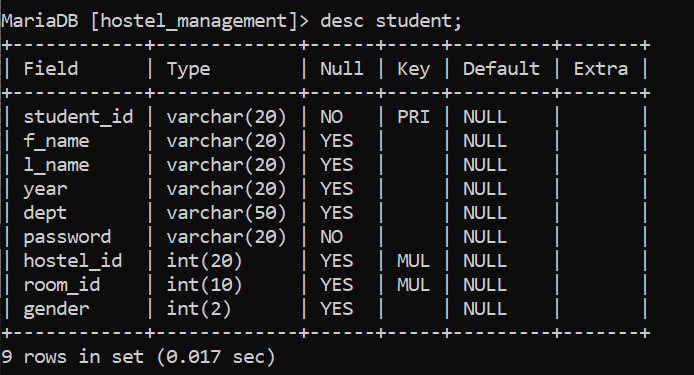 MariaDB [hostel_management]> desc student;
+------------+-------------+------+-----+---------+-------+
| Field      | Type        | Null | Key | Default | Extra |
+------------+-------------+------+-----+---------+-------+
| student_id | varchar(20) | NO   | PRI | NULL    |       |
| f_name     | varchar(20) | YES  |     | NULL    |       |
| l_name     | varchar(20) | YES  |     | NULL    |       |
| year       | varchar(20) | YES  |     | NULL    |       |
| dept       | varchar(50) | YES  |     | NULL    |       |
| password   | varchar(20) | NO   |     | NULL    |       |
| hostel_id  | int(20)     | YES  | MUL | NULL    |       |
| room_id    | int(10)     | YES  | MUL | NULL    |       |
| gender     | int(2)      | YES  |     | NULL    |       |
+------------+-------------+------+-----+---------+-------+
9 rows in set (0.017 sec)